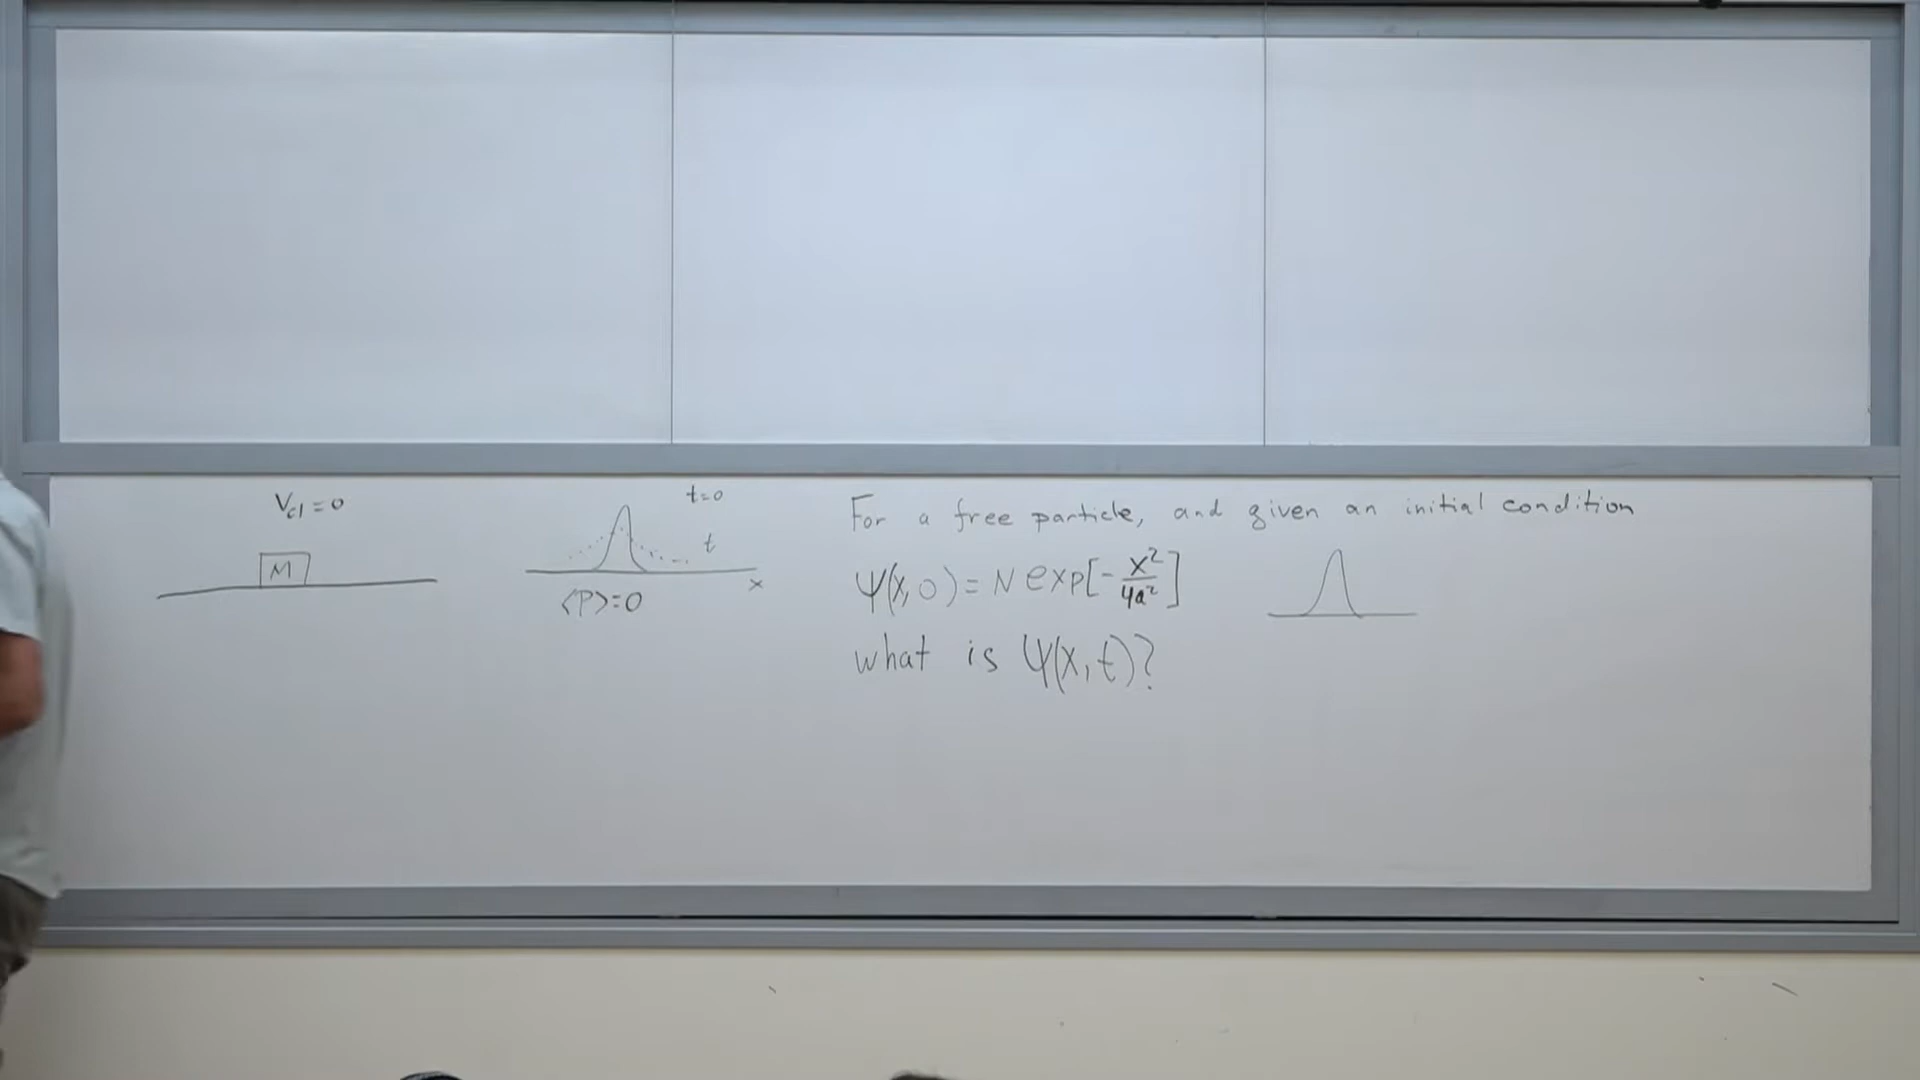 V_cl = 0
M
t=0
t
x
<P>=0
For a free particle, and given an initial condition
Ψ(x,0) = N exp[-x²/4a²]
what is Ψ(x,t)?